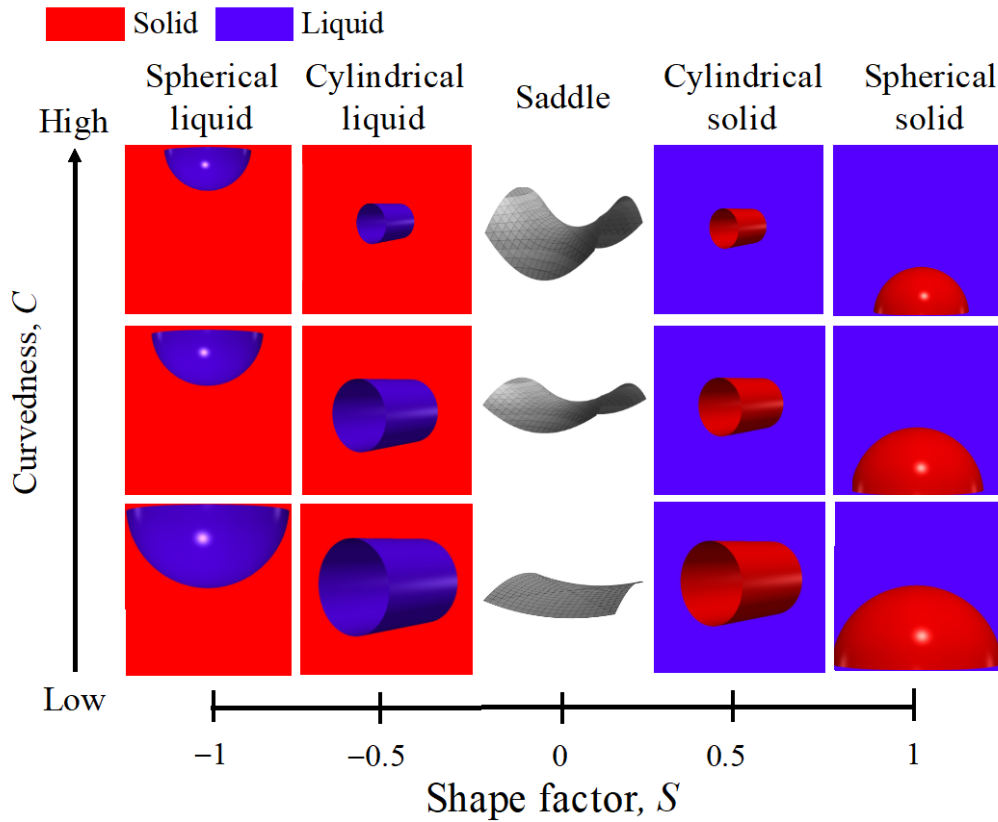 Solid
Liquid
Spherical
liquid
Cylindrical
liquid
Saddle
Cylindrical
solid
Spherical
solid
High
Curvedness, C
Low
−1
−0.5
0
0.5
1
Shape factor, S